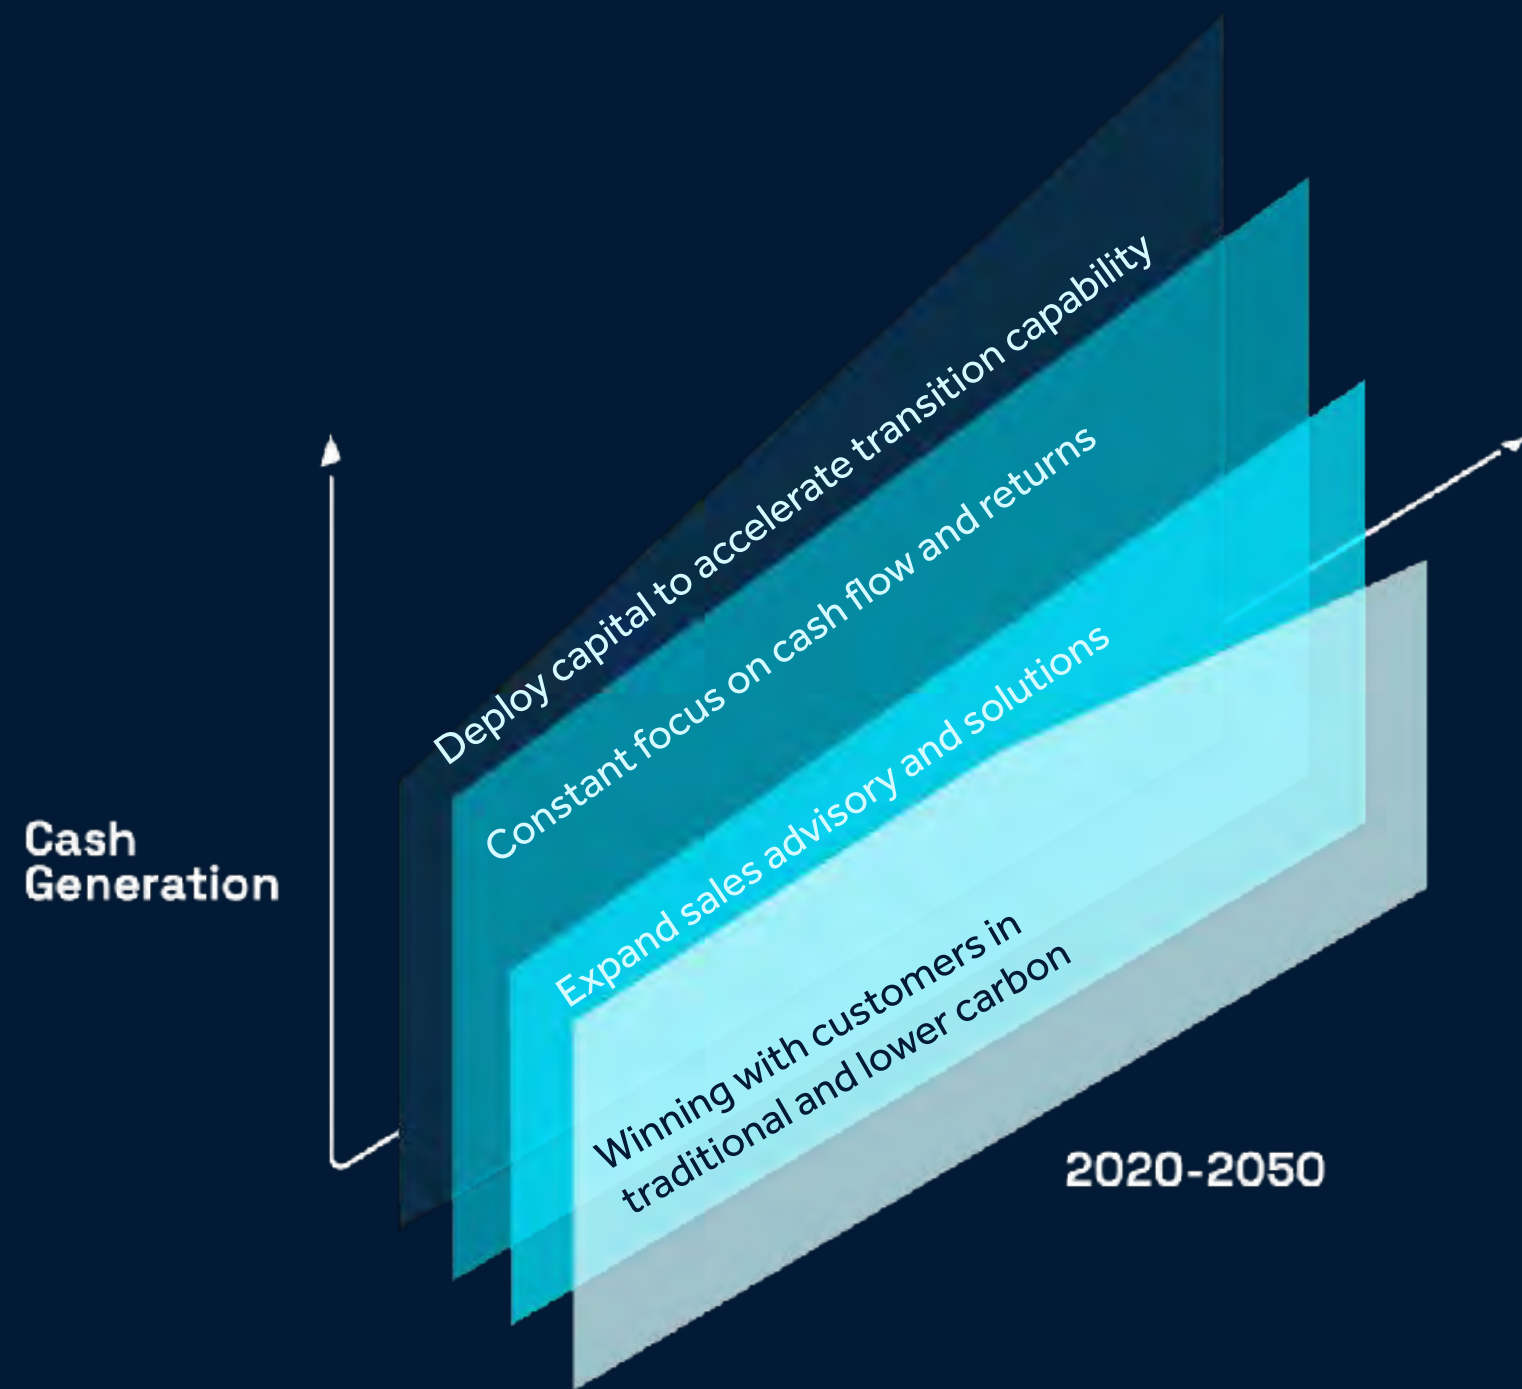 Deploy capital to accelerate transition capability
Constant focus on cash flow and returns
Expand sales advisory and solutions
Winning with customers in
traditional and lower carbon
Cash
Generation
2020-2050